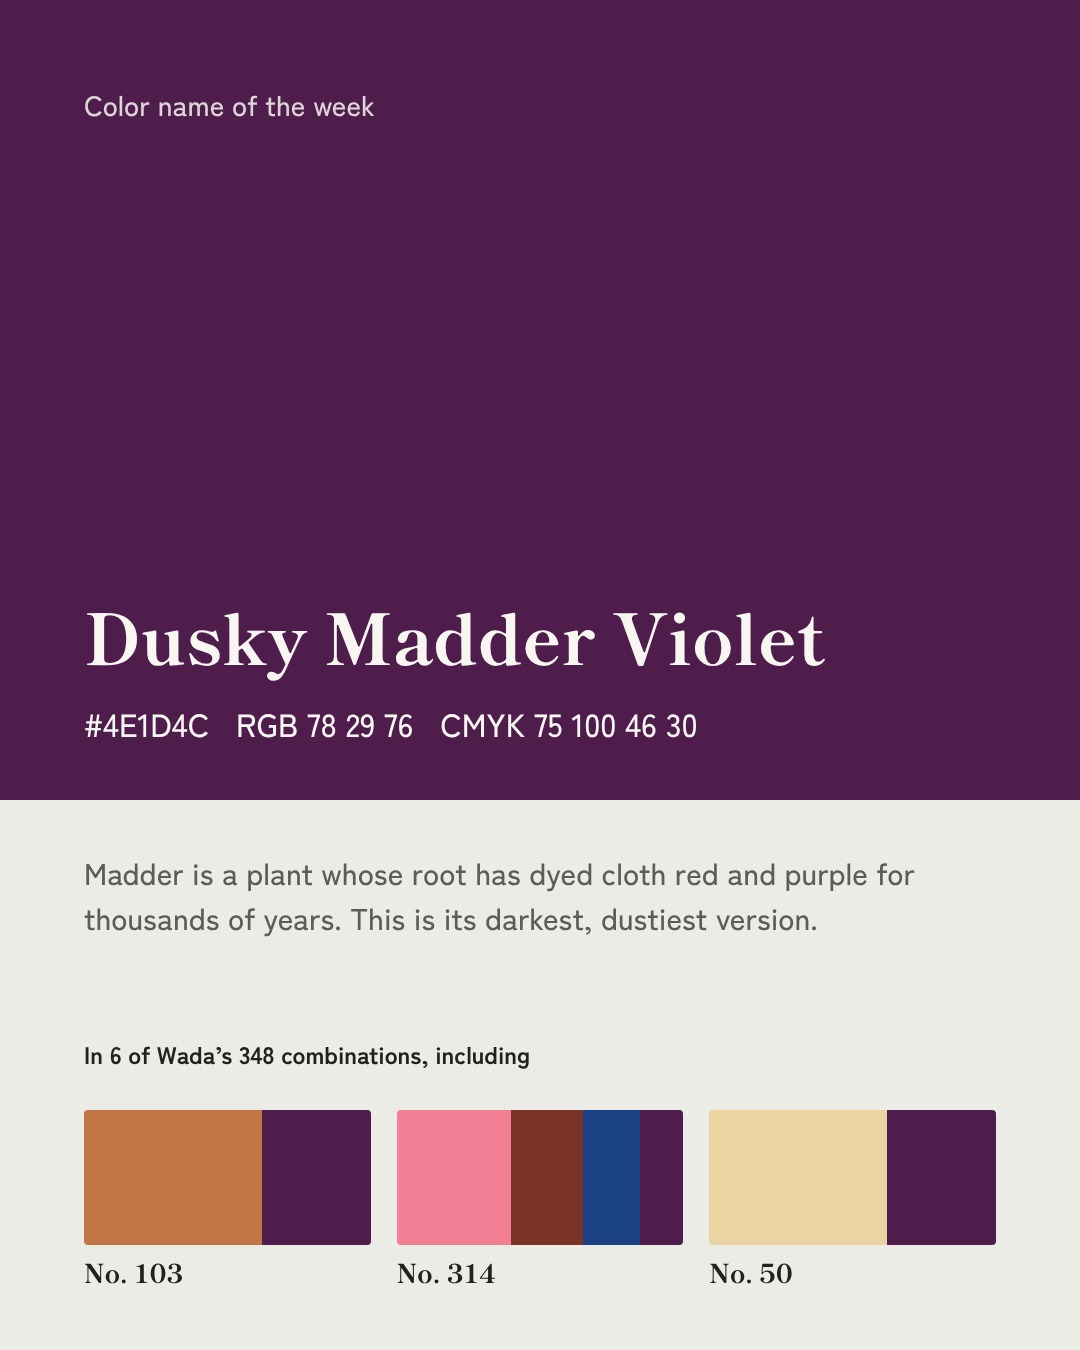 Color name of the week
Dusky Madder Violet
#4E1D4C RGB 78 29 76 CMYK 75 100 46 30
Madder is a plant whose root has dyed cloth red and purple for
thousands of years. This is its darkest, dustiest version.
In 6 of Wada’s 348 combinations, including
No. 103
No. 314
No. 50